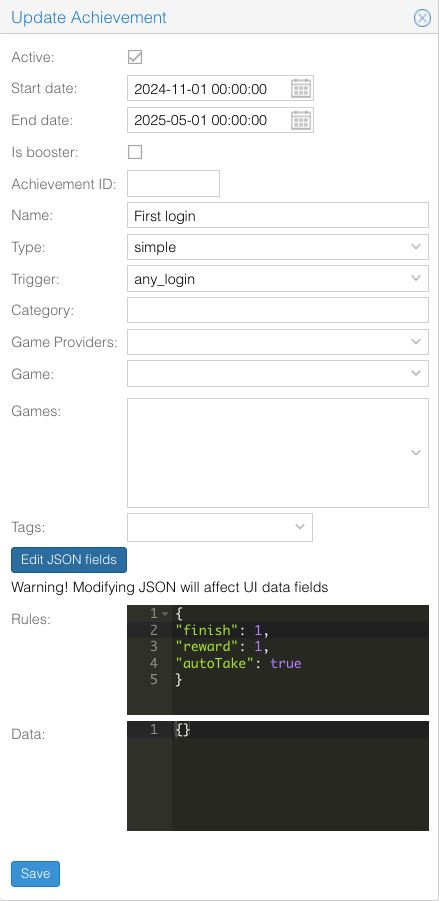 Update Achievement
Active:
Start date: 2024-11-01 00:00:00
End date: 2025-05-01 00:00:00
Is booster:
Achievement ID:
Name: First login
Type: simple
Trigger: any_login
Category:
Game Providers:
Game:
Games:
Tags:
Edit JSON fields
Warning! Modifying JSON will affect UI data fields
Rules:
1 {
2 "finish": 1,
3 "reward": 1,
4 "autoTake": true
5 }
Data:
1 {}
Save